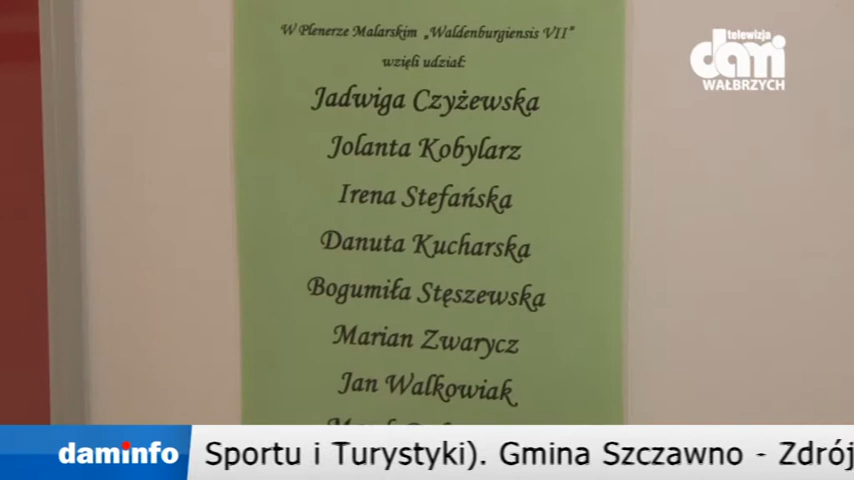 W Plenerze Malarskim „Waldenburgiensis VII”
wzięli udział:
Jadwiga Czyżewska
Jolanta Kobylarz
Irena Stefańska
Danuta Kucharska
Bogumiła Stęszewska
Marian Zwarycz
Jan Walkowiak
telewizja
dami
WAŁBRZYCH
daminfo
Sportu i Turystyki). Gmina Szczawno - Zdrój